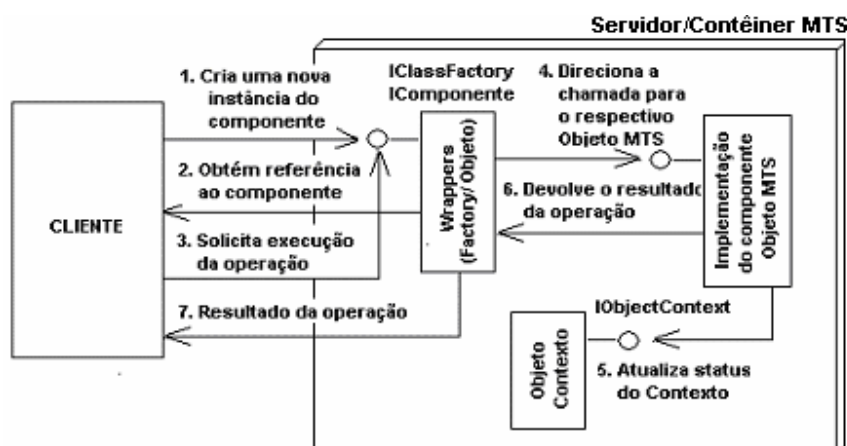 Servidor/Contêiner MTS
1. Cria uma nova
instância do
componente
IClassFactory
IComponente
4. Direciona a
chamada para
o respectivo
Objeto MTS
2. Obtém referência
ao componente
CLIENTE
Wrappers
(Factory/ Objeto)
6. Devolve o resultado
da operação
Implementação
do componente
Objeto MTS
3. Solicita execução
da operação
7. Resultado da operação
IObjectContext
Objeto
Contexto
5. Atualiza status
do Contexto